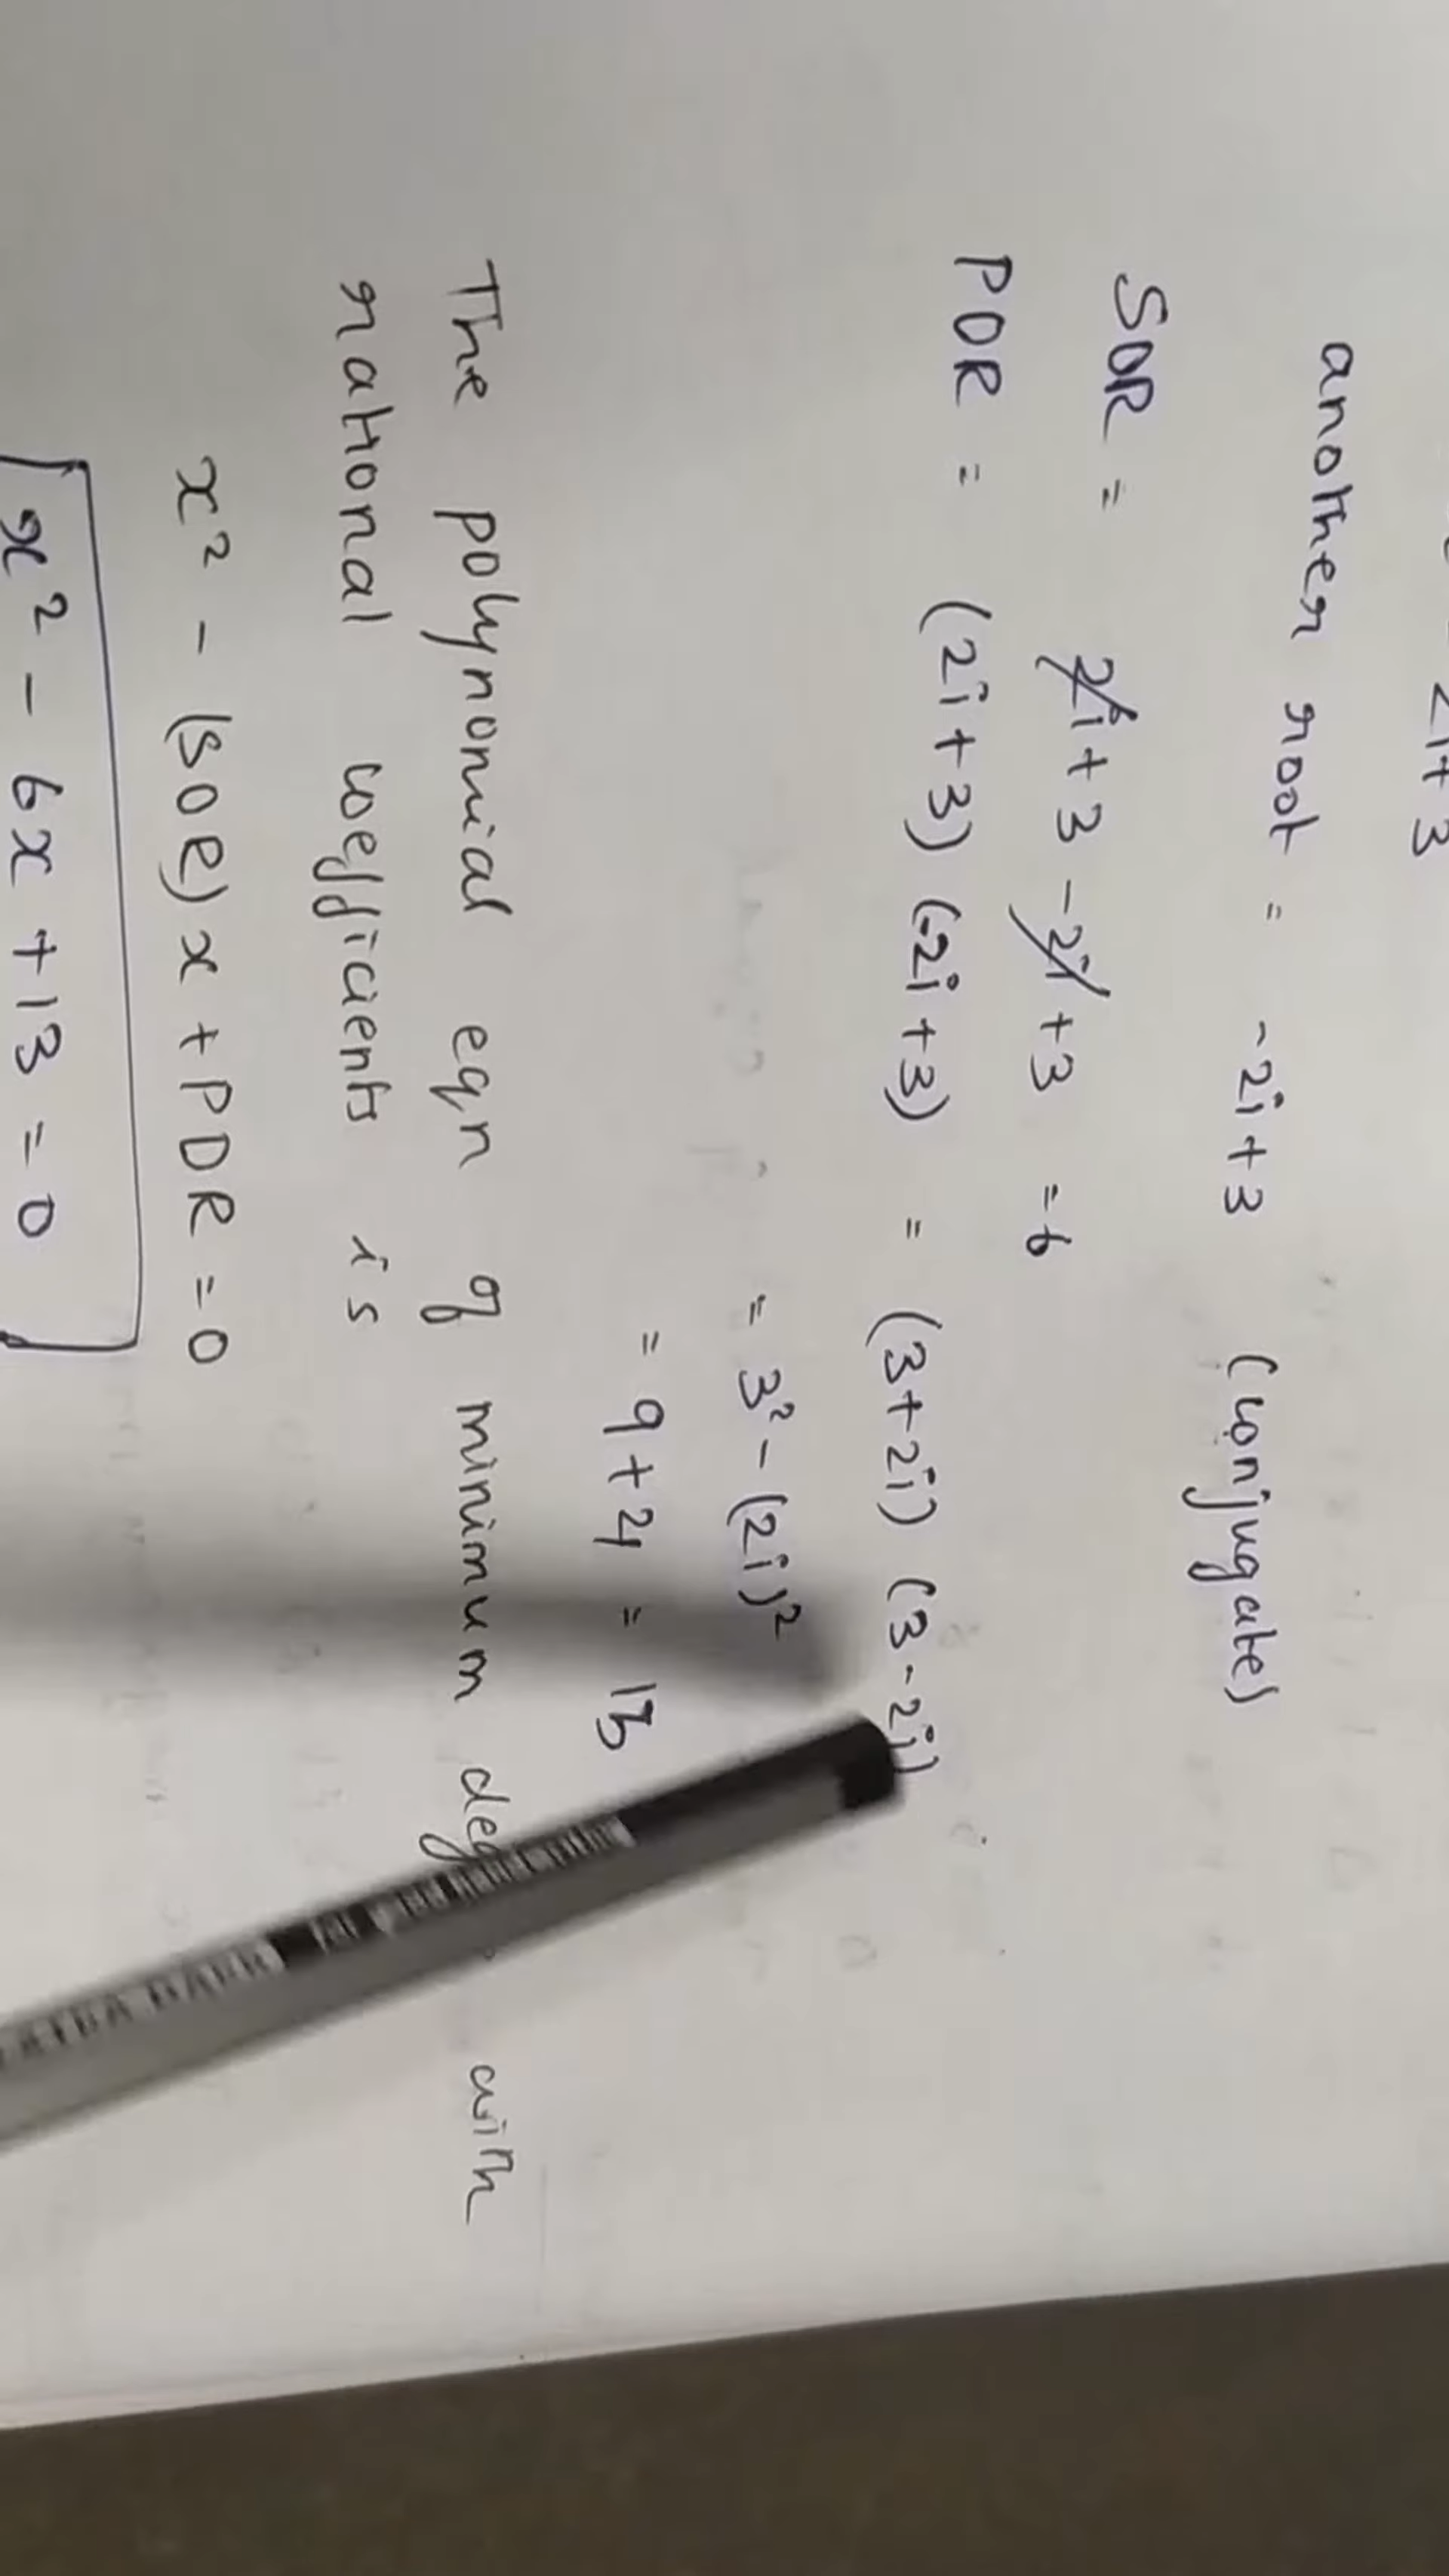 2i+3
another root = -2i+3 (conjugates)
SOR = 2i+3 -2i+3 =6
POR = (2i+3) (-2i+3) = (3+2i) (3-2i)
= 3² - (2i)²
= 9+4 = 13
The polynomial eqn of minimum deg with
rational coefficients is
x² - (SOR)x + POR = 0
x² - 6x +13 = 0